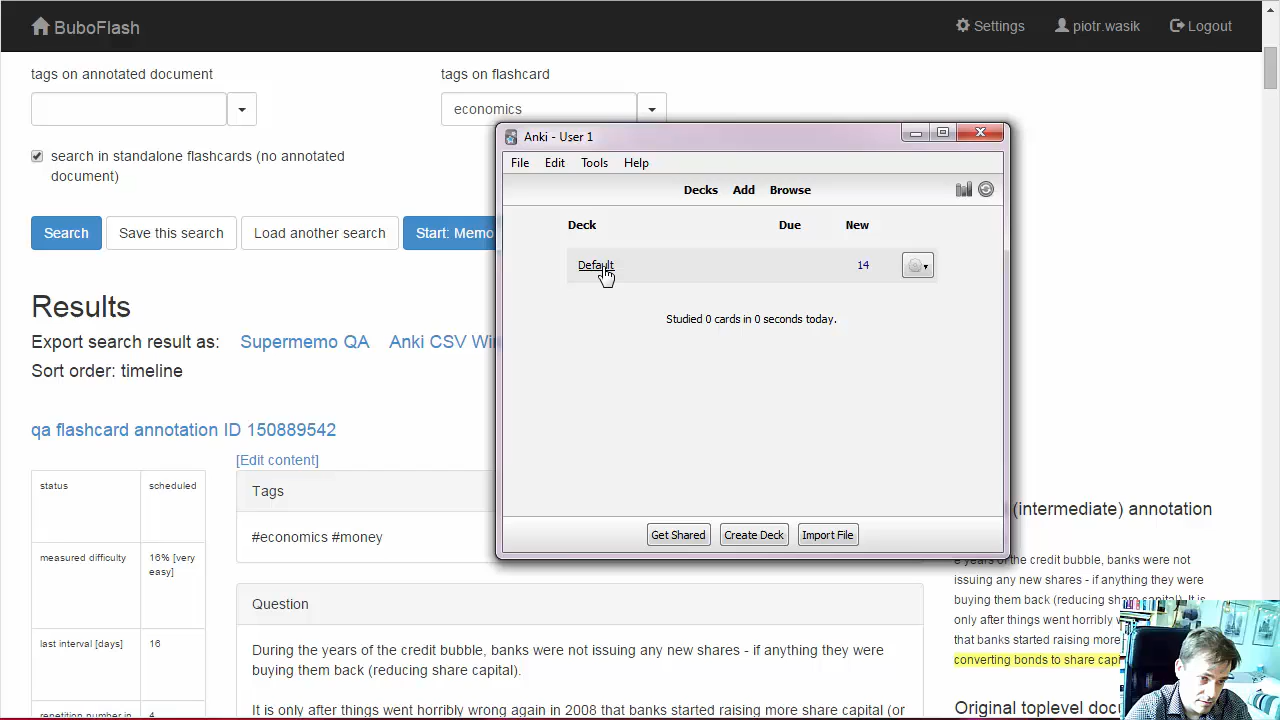 BuboFlash
Settings
piotr.wasik
Logout
tags on annotated document
tags on flashcard
economics
search in standalone flashcards (no annotated
document)
Search
Save this search
Load another search
Start: Memo
Results
Export search result as:
Supermemo QA
Anki CSV Win
Sort order: timeline
qa flashcard annotation ID 150889542
[Edit content]
status
scheduled
measured difficulty
16% [very
easy]
last interval [days]
16
repetition number in
4
Tags
#economics #money
Question
During the years of the credit bubble, banks were not issuing any new shares - if anything they were
buying them back (reducing share capital).
It is only after things went horribly wrong again in 2008 that banks started raising more share capital (or
Anki - User 1
File
Edit
Tools
Help
Decks
Add
Browse
Deck
Due
New
Default
14
Studied 0 cards in 0 seconds today.
Get Shared
Create Deck
Import File
(intermediate) annotation
e years of the credit bubble, banks were not
issuing any new shares - if anything they were
buying them back (reducing share capital). It is
only after things went horribly w
that banks started raising more
converting bonds to share cap
Original toplevel docu